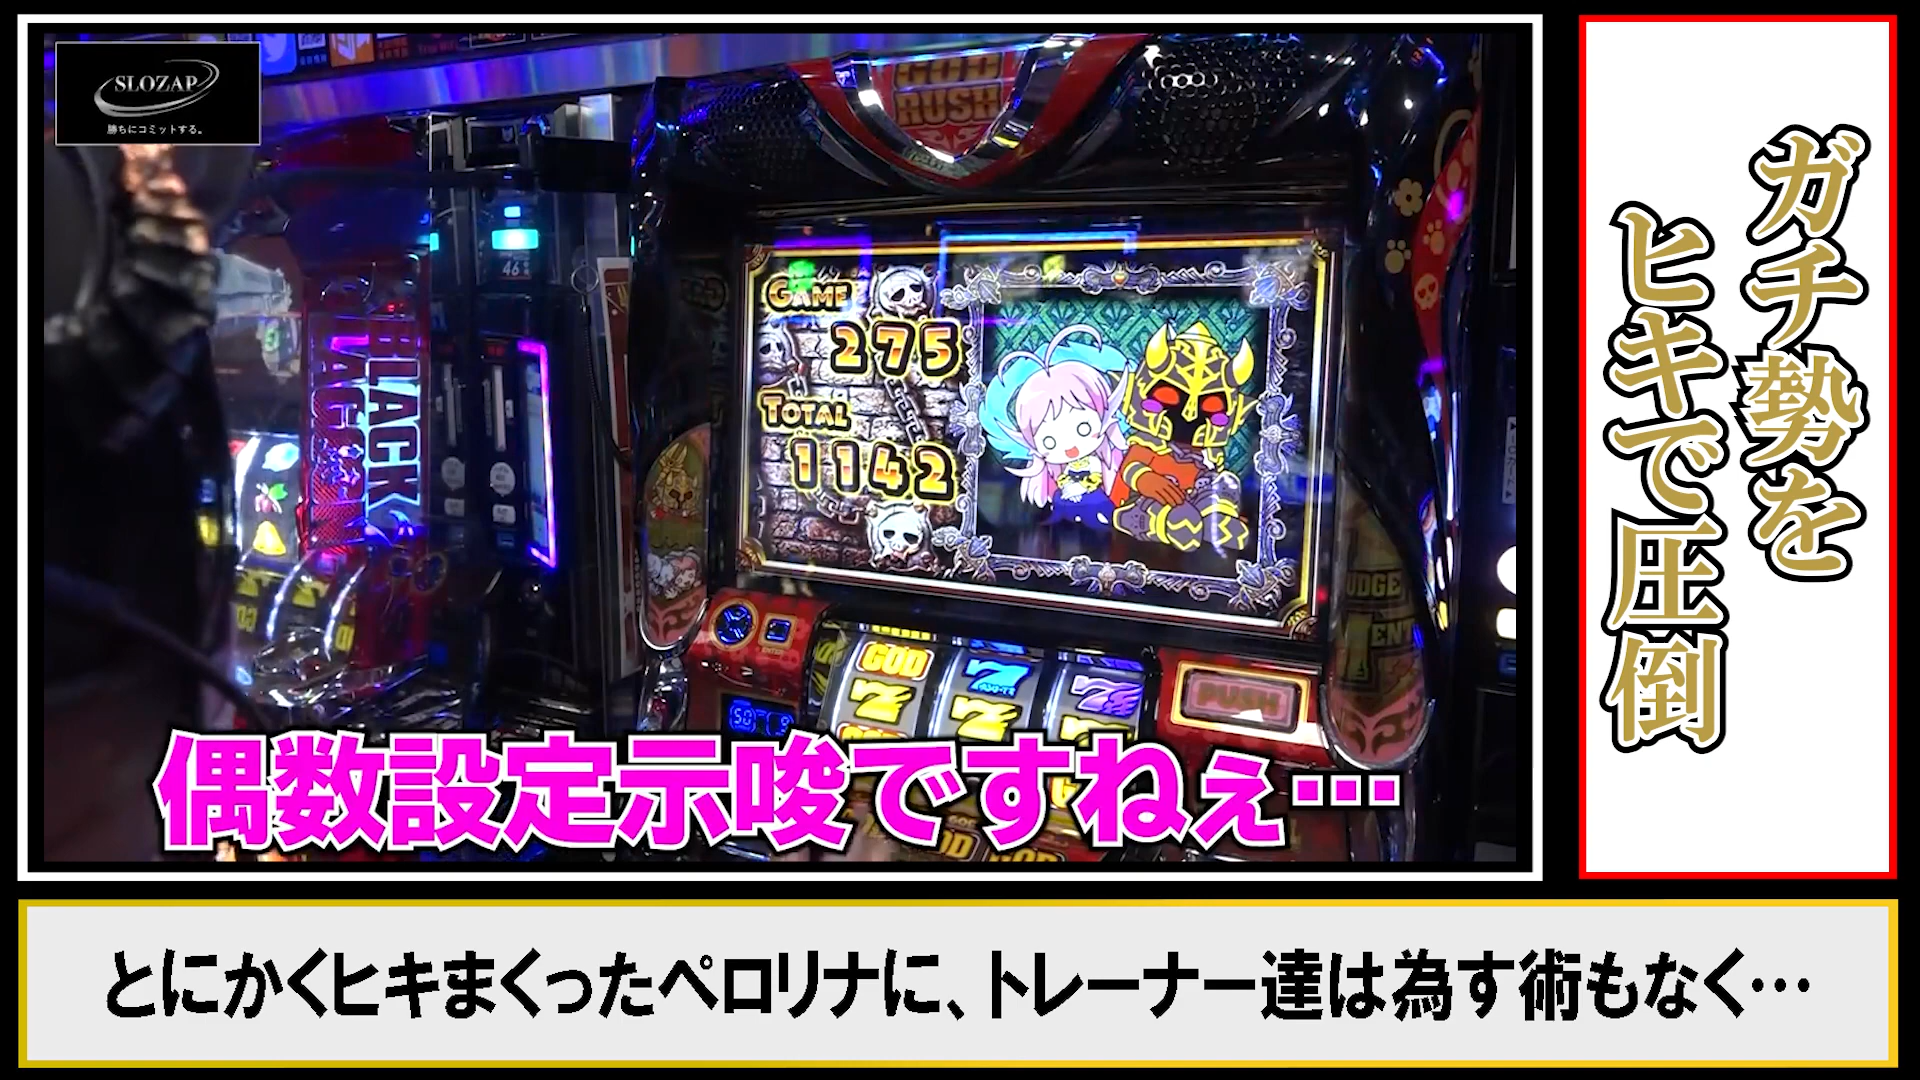 SLOZAP
勝ちにコミットする。
GOD
RUSH
46
BLACK
LAGOON
GAME
275
TOTAL
1142
GOD
PUSH
50
偶数設定示唆ですねぇ…
ガチ勢を
ヒキで圧倒
とにかくヒキまくったペロリナに、トレーナー達は為す術もなく…